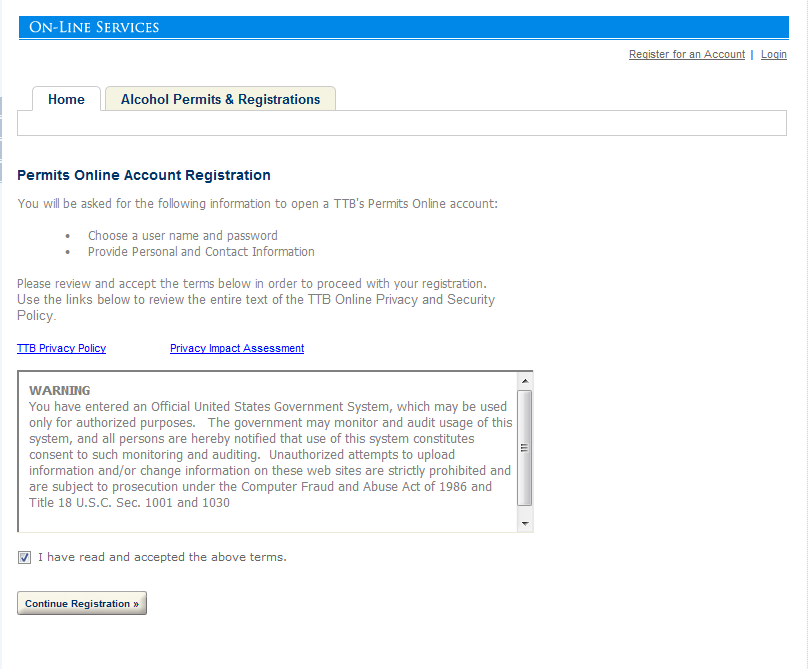 ON-LINE SERVICES
Register for an Account | Login
Home
Alcohol Permits & Registrations
Permits Online Account Registration
You will be asked for the following information to open a TTB's Permits Online account:
• Choose a user name and password
• Provide Personal and Contact Information
Please review and accept the terms below in order to proceed with your registration.
Use the links below to review the entire text of the TTB Online Privacy and Security
Policy.
TTB Privacy Policy
Privacy Impact Assessment
WARNING
You have entered an Official United States Government System, which may be used
only for authorized purposes. The government may monitor and audit usage of this
system, and all persons are hereby notified that use of this system constitutes
consent to such monitoring and auditing. Unauthorized attempts to upload
information and/or change information on these web sites are strictly prohibited and
are subject to prosecution under the Computer Fraud and Abuse Act of 1986 and
Title 18 U.S.C. Sec. 1001 and 1030
I have read and accepted the above terms.
Continue Registration »